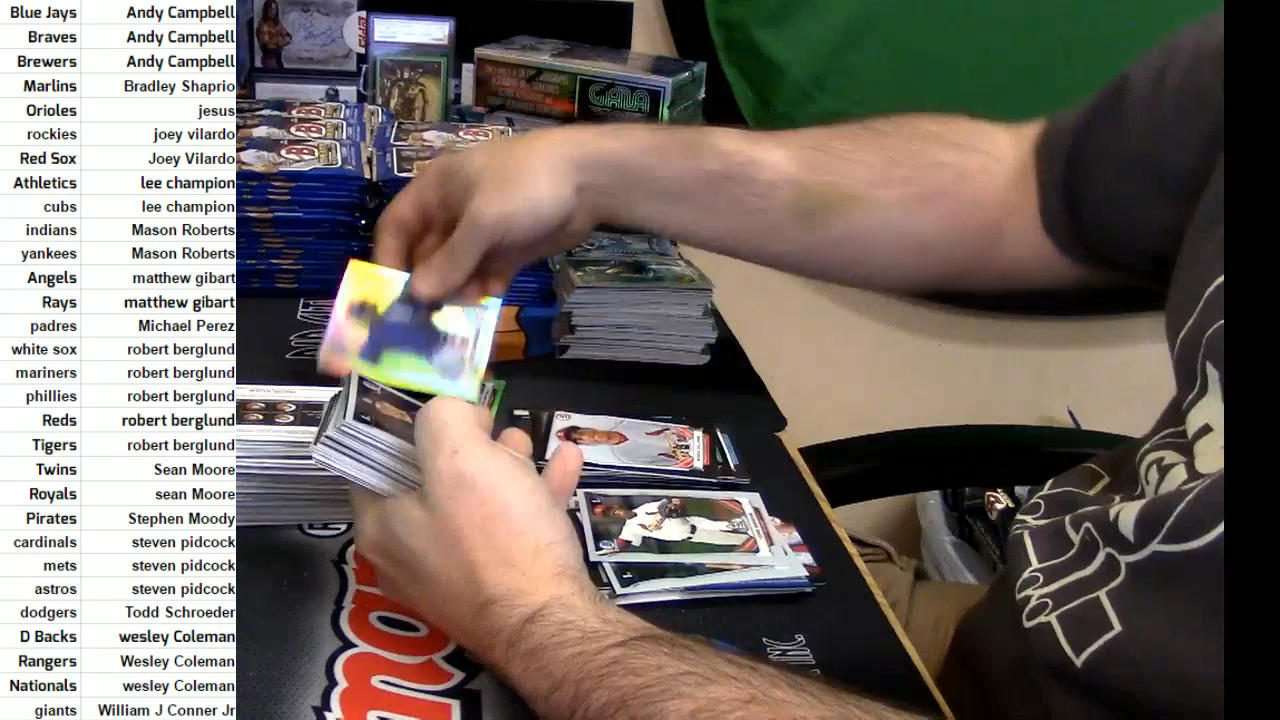 Blue Jays Andy Campbell
Braves Andy Campbell
Brewers Andy Campbell
Marlins Bradley Shaprio
Orioles jesus
rockies joey vilardo
Red Sox Joey Vilardo
Athletics lee champion
cubs lee champion
indians Mason Roberts
yankees Mason Roberts
Angels matthew gibart
Rays matthew gibart
padres Michael Perez
white sox robert berglund
mariners robert berglund
phillies robert berglund
Reds robert berglund
Tigers robert berglund
Twins Sean Moore
Royals sean Moore
Pirates Stephen Moody
cardinals steven pidcock
mets steven pidcock
astros steven pidcock
dodgers Todd Schroeder
D Backs wesley Coleman
Rangers Wesley Coleman
Nationals wesley Coleman
giants William J Conner Jr
GALA